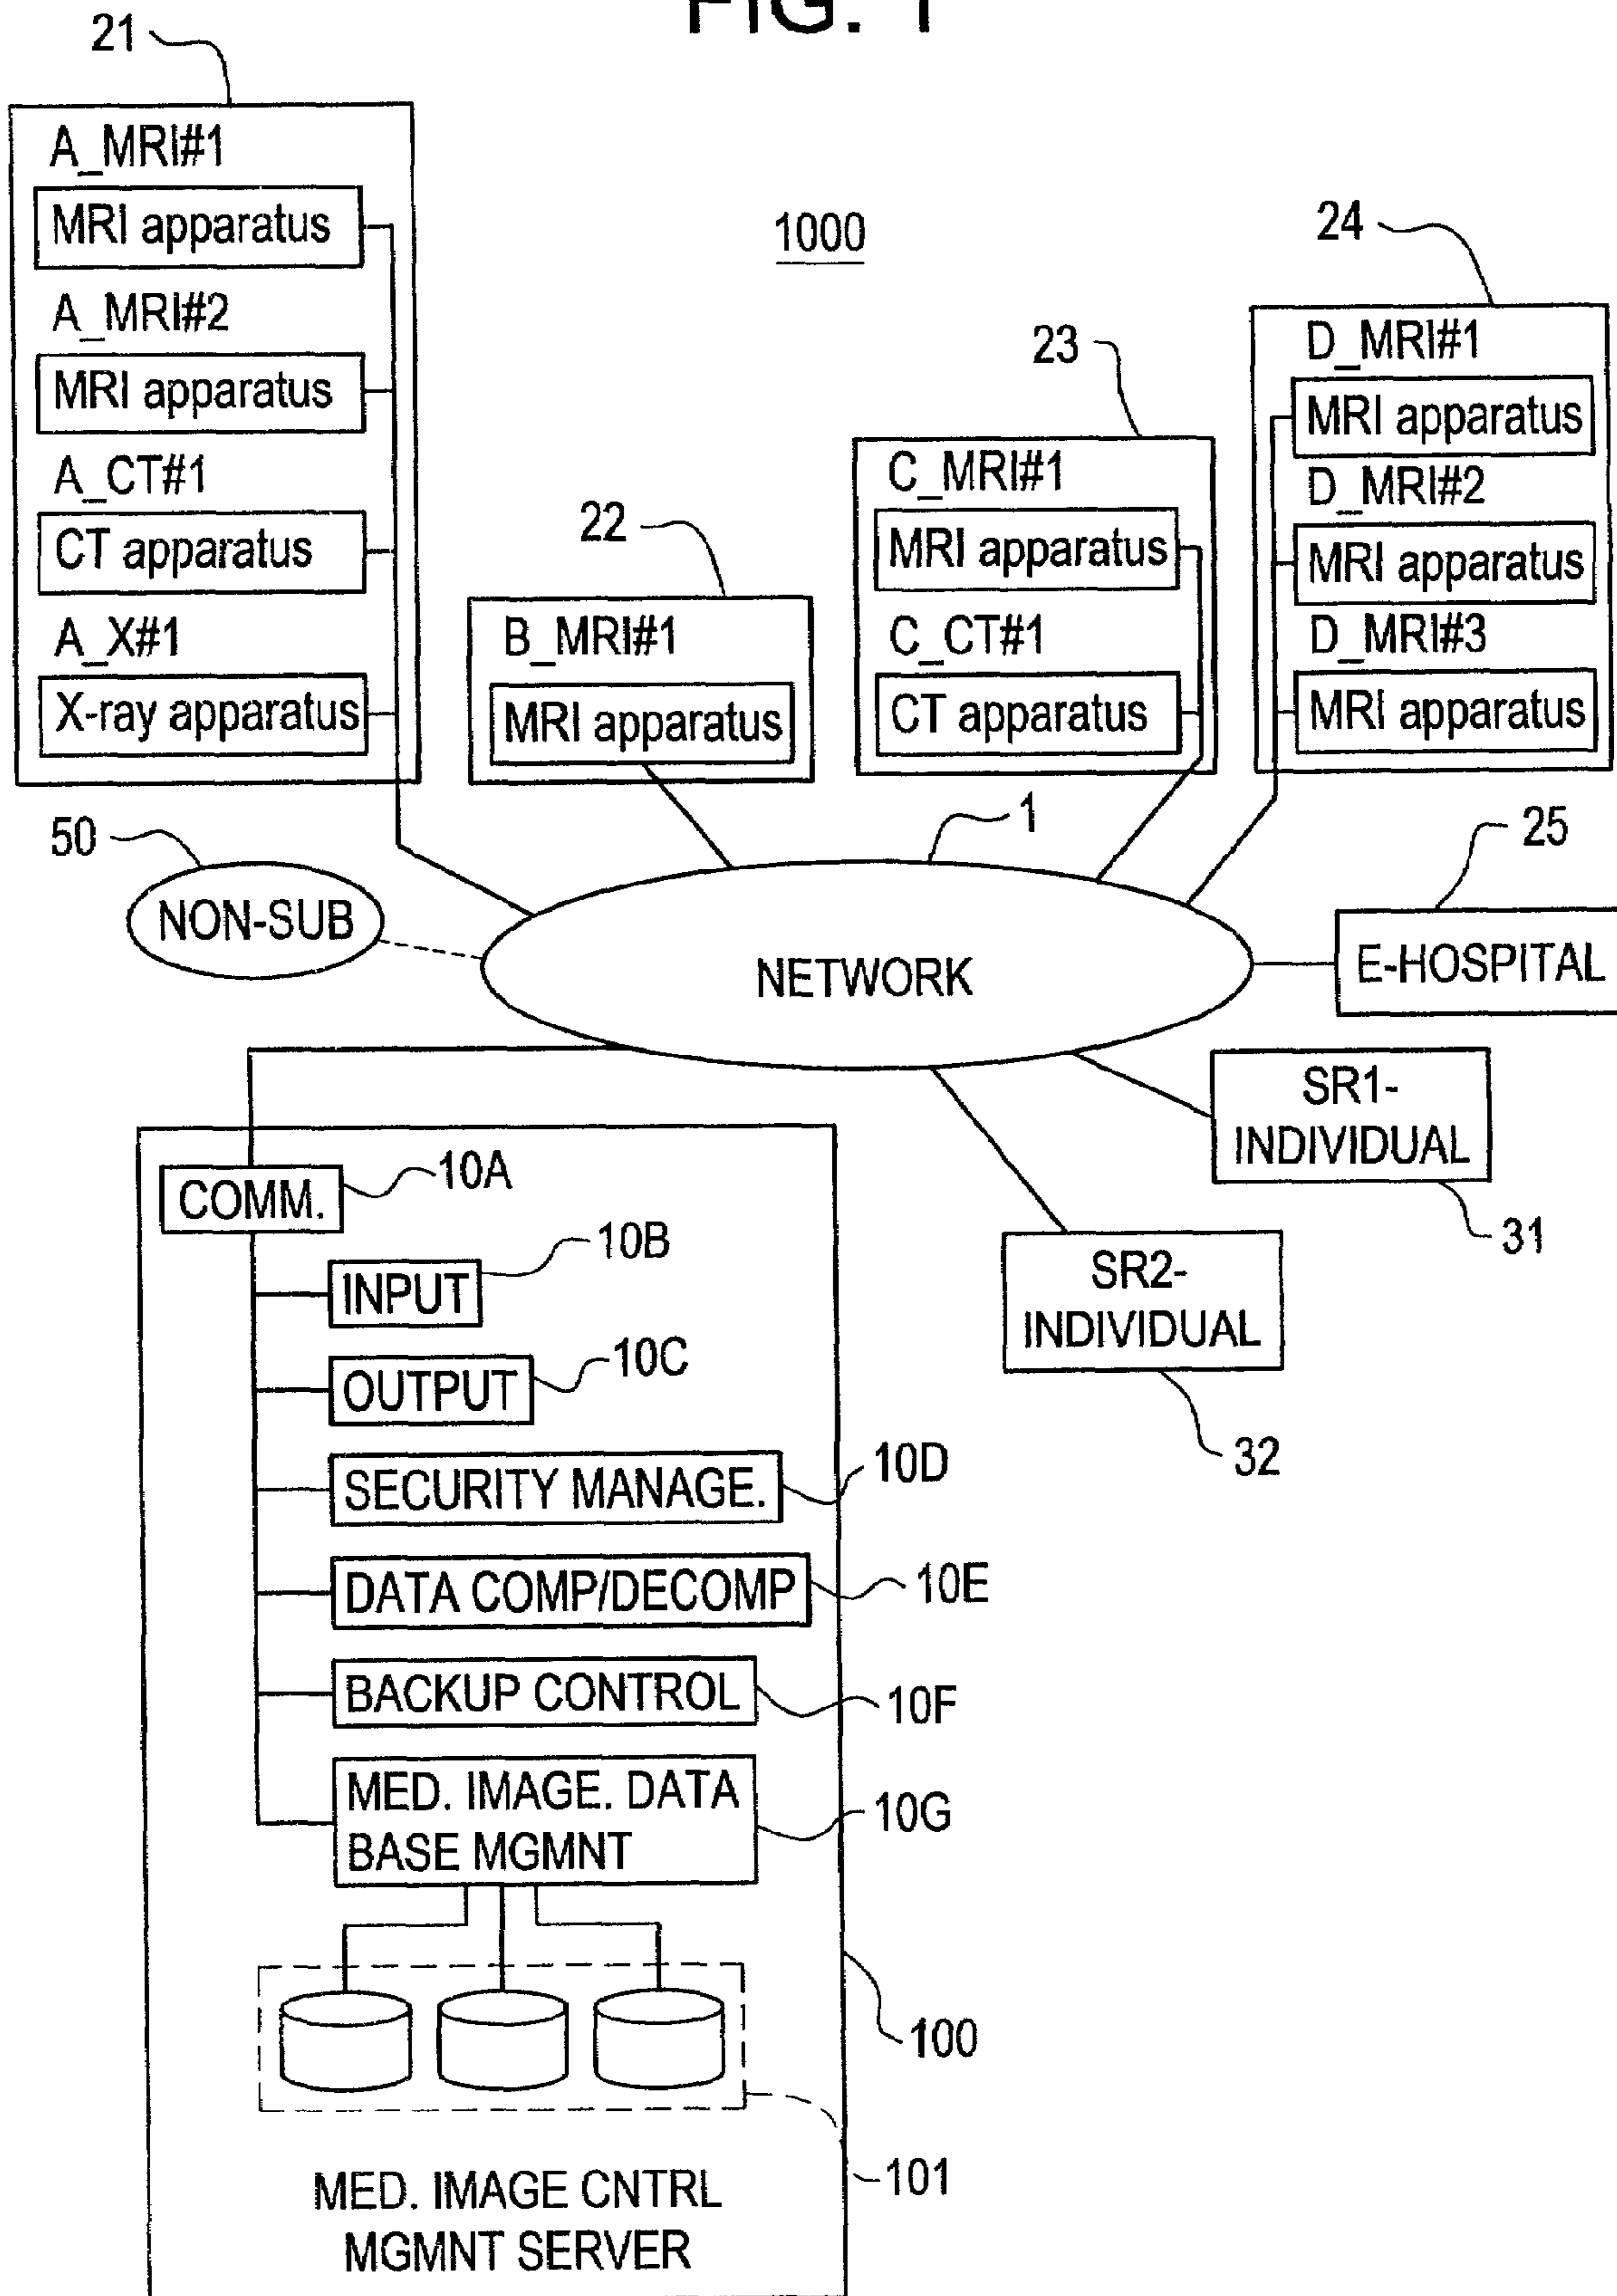 FIG. 1
21
A_MRI#1
MRI apparatus
A_MRI#2
MRI apparatus
A_CT#1
CT apparatus
A_X#1
X-ray apparatus
1000
22
B_MRI#1
MRI apparatus
23
C_MRI#1
MRI apparatus
C_CT#1
CT apparatus
24
D_MRI#1
MRI apparatus
D_MRI#2
MRI apparatus
D_MRI#3
MRI apparatus
50
NON-SUB
1
NETWORK
25
E-HOSPITAL
SR1-
INDIVIDUAL
31
SR2-
INDIVIDUAL
32
COMM.
10A
INPUT
10B
OUTPUT
10C
SECURITY MANAGE.
10D
DATA COMP/DECOMP
10E
BACKUP CONTROL
10F
MED. IMAGE. DATA
BASE MGMNT
10G
100
101
MED. IMAGE CNTRL
MGMNT SERVER